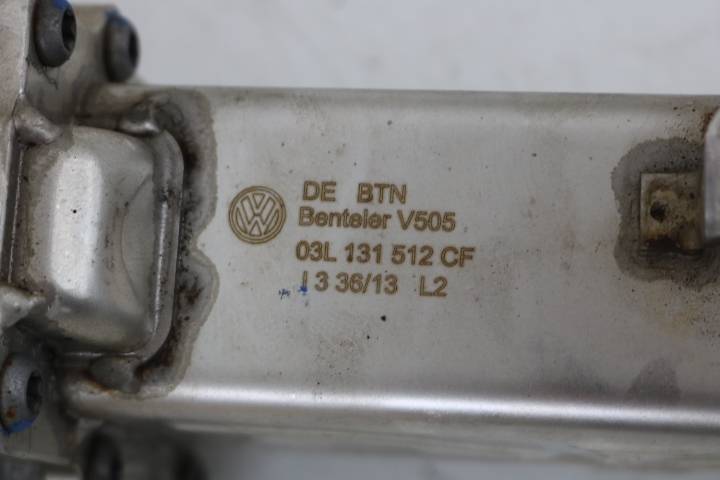 DE BTN
Benteler V505
03L 131 512 CF
I 3 36/13 L2